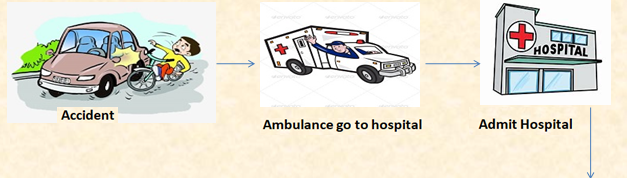 HOSPITAL
Accident
Ambulance go to hospital
Admit Hospital